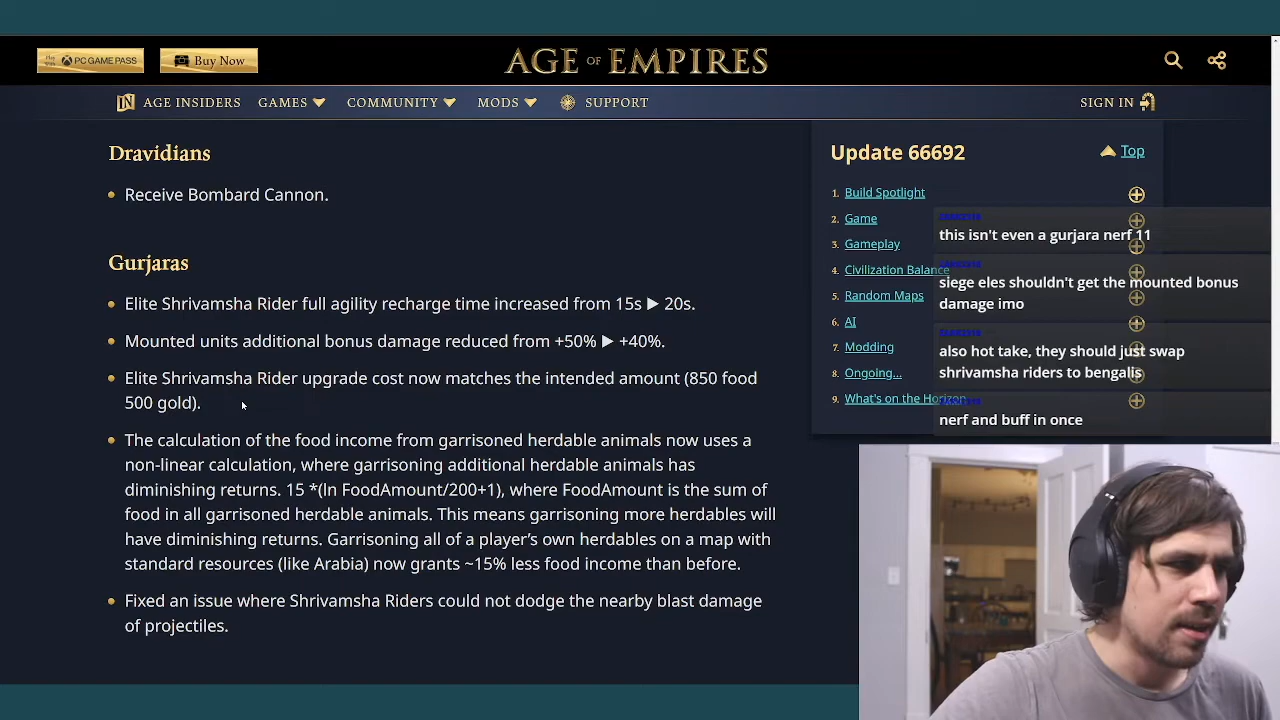 PC GAME PASS
Buy Now
AGE OF EMPIRES
AGE INSIDERS
GAMES
COMMUNITY
MODS
SUPPORT
SIGN IN
Dravidians
Receive Bombard Cannon.
Gurjaras
Elite Shrivamsha Rider full agility recharge time increased from 15s ▶ 20s.
Mounted units additional bonus damage reduced from +50% ▶ +40%.
Elite Shrivamsha Rider upgrade cost now matches the intended amount (850 food
500 gold).
The calculation of the food income from garrisoned herdable animals now uses a
non-linear calculation, where garrisoning additional herdable animals has
diminishing returns. 15 *(ln FoodAmount/200+1), where FoodAmount is the sum of
food in all garrisoned herdable animals. This means garrisoning more herdables will
have diminishing returns. Garrisoning all of a player's own herdables on a map with
standard resources (like Arabia) now grants ~15% less food income than before.
Fixed an issue where Shrivamsha Riders could not dodge the nearby blast damage
of projectiles.
Update 66692
Top
1. Build Spotlight
2. Game
3. Gameplay
4. Civilization Balance
5. Random Maps
6. AI
7. Modding
8. Ongoing...
9. What's on the Horizon
this isn't even a gurjara nerf 11
siege eles shouldn't get the mounted bonus
damage imo
also hot take, they should just swap
shrivamsha riders to bengalis
nerf and buff in once